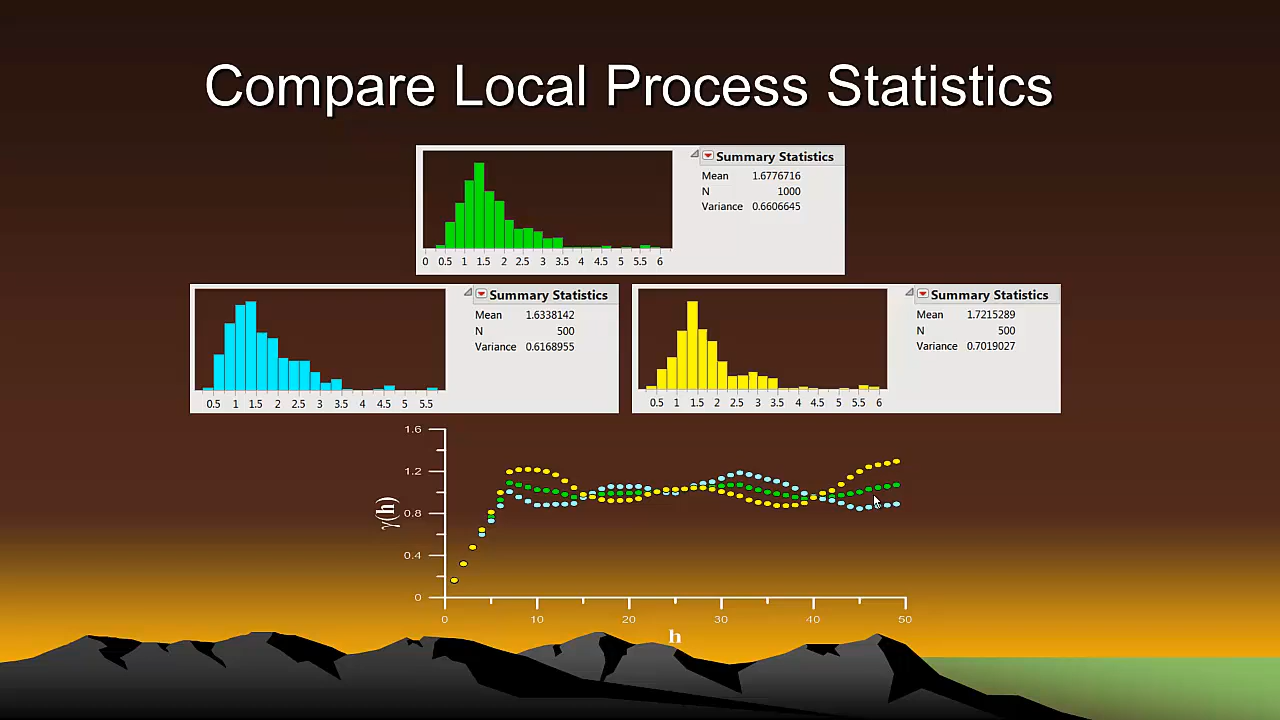 Compare Local Process Statistics
Summary Statistics
Mean 1.6776716
N 1000
Variance 0.6606645
0 0.5 1 1.5 2 2.5 3 3.5 4 4.5 5 5.5 6
Summary Statistics
Mean 1.6338142
N 500
Variance 0.6168955
0.5 1 1.5 2 2.5 3 3.5 4 4.5 5 5.5
Summary Statistics
Mean 1.7215289
N 500
Variance 0.7019027
0.5 1 1.5 2 2.5 3 3.5 4 4.5 5 5.5 6
1.6
1.2
0.8
0.4
0
γ(h)
0 10 20 30 40 50
h